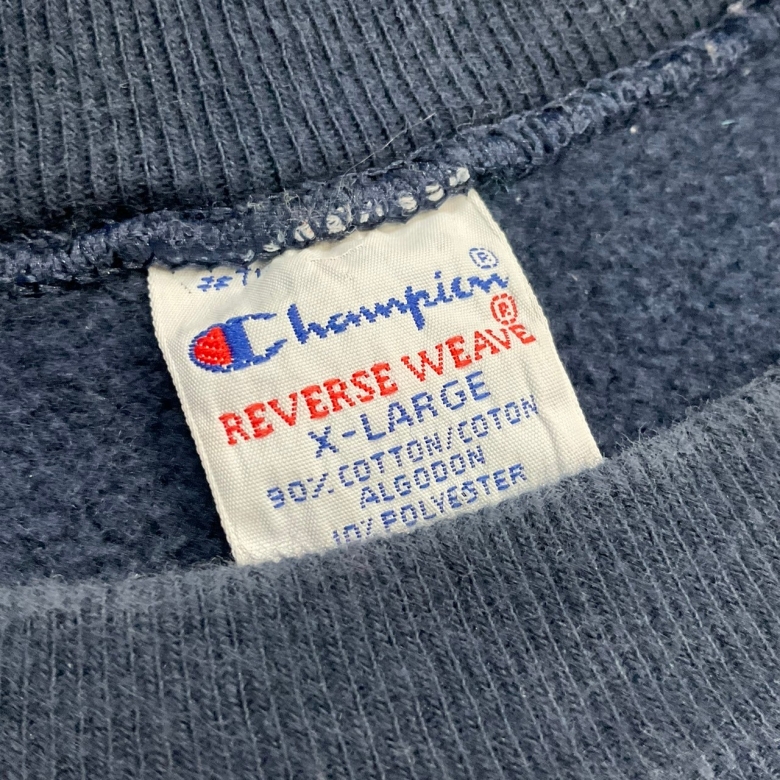 Champion®
REVERSE WEAVE®
X-LARGE
90% COTTON/COTON
ALGODON
10% POLYESTER